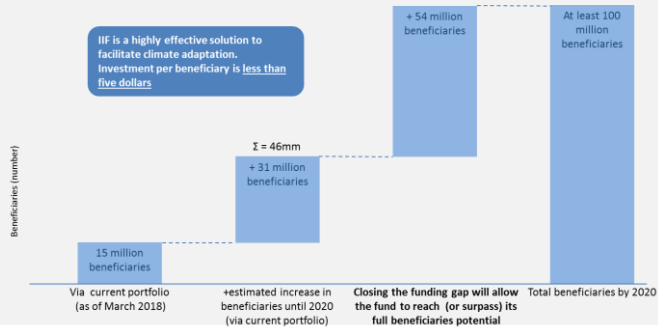 IIF is a highly effective solution to
facilitate climate adaptation.
Investment per beneficiary is less than
five dollars
+ 54 million
beneficiaries
At least 100
million
beneficiaries
Σ = 46mm
+ 31 million
beneficiaries
15 million
beneficiaries
Beneficiaries (number)
Via current portfolio
(as of March 2018)
+estimated increase in
beneficiaries until 2020
(via current portfolio)
Closing the funding gap will allow
the fund to reach (or surpass) its
full beneficiaries potential
Total beneficiaries by 2020